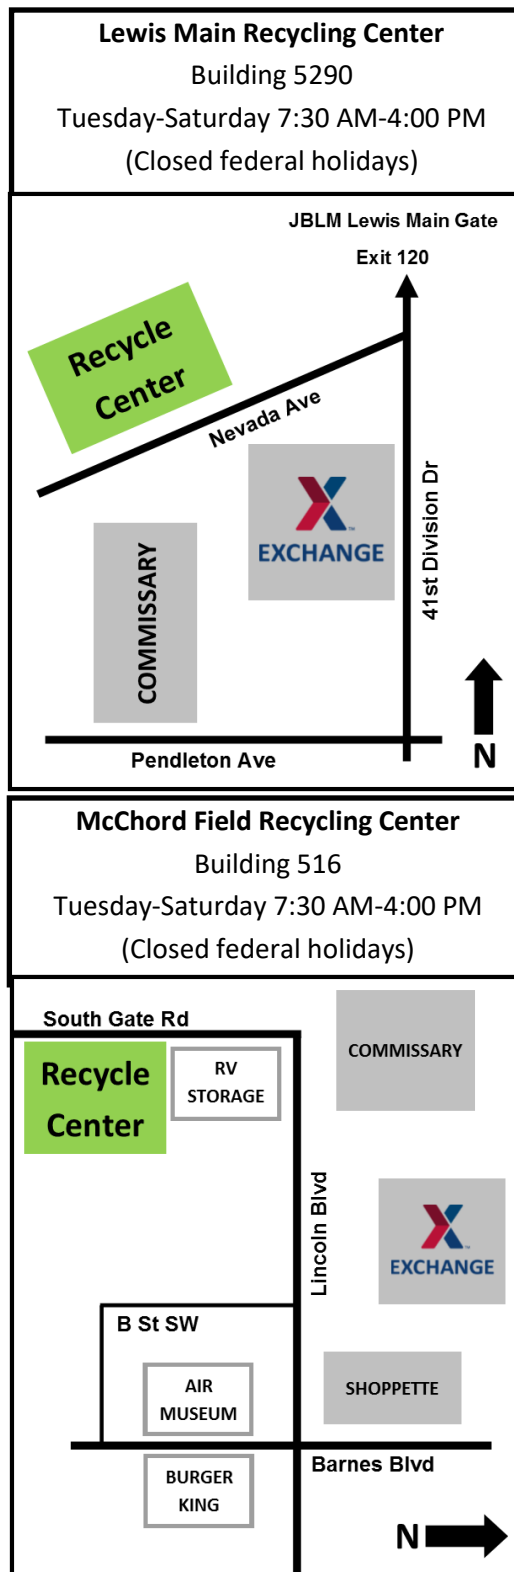 Lewis Main Recycling Center
Building 5290
Tuesday-Saturday 7:30 AM-4:00 PM
(Closed federal holidays)
JBLM Lewis Main Gate
Exit 120
Recycle
Center
Nevada Ave
EXCHANGE
41st Division Dr
COMMISSARY
N
Pendleton Ave
McChord Field Recycling Center
Building 516
Tuesday-Saturday 7:30 AM-4:00 PM
(Closed federal holidays)
South Gate Rd
COMMISSARY
Recycle
Center
RV
STORAGE
Lincoln Blvd
EXCHANGE
B St SW
AIR
MUSEUM
SHOPPETTE
Barnes Blvd
BURGER
KING
N